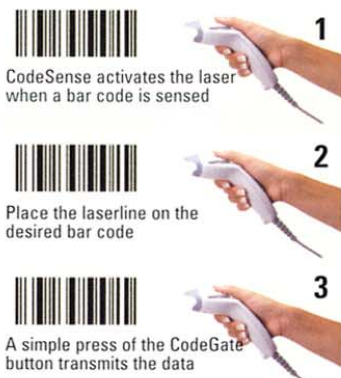 1
CodeSense activates the laser
when a bar code is sensed
2
Place the laserline on the
desired bar code
3
A simple press of the CodeGate
button transmits the data